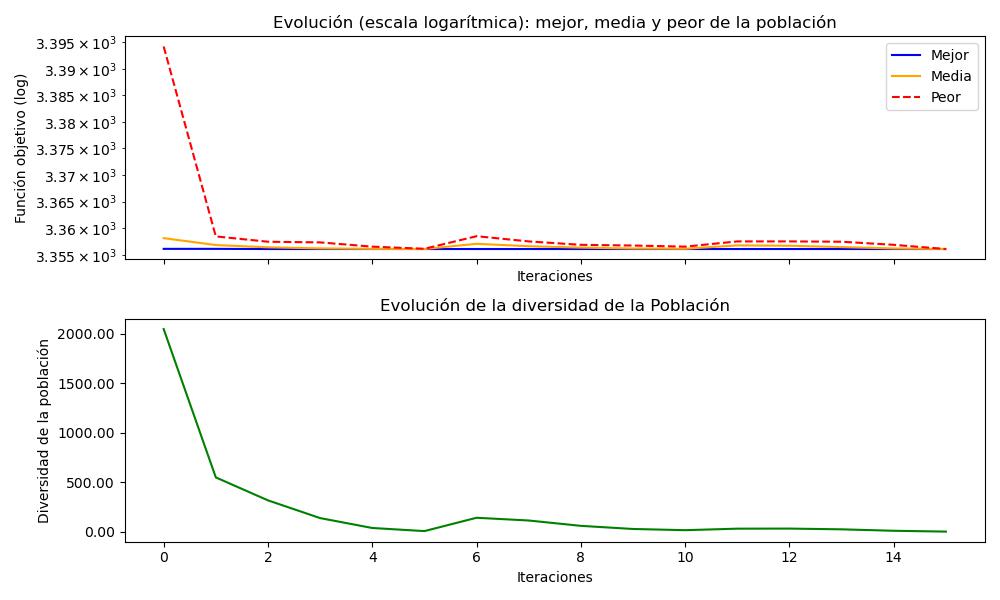 Evolución (escala logarítmica): mejor, media y peor de la población
3.395 × 10³
3.39 × 10³
3.385 × 10³
3.38 × 10³
3.375 × 10³
3.37 × 10³
3.365 × 10³
3.36 × 10³
3.355 × 10³
Función objetivo (log)
Mejor
Media
Peor
Iteraciones
Evolución de la diversidad de la Población
2000.00
1500.00
1000.00
500.00
0.00
Diversidad de la población
0 2 4 6 8 10 12 14
Iteraciones